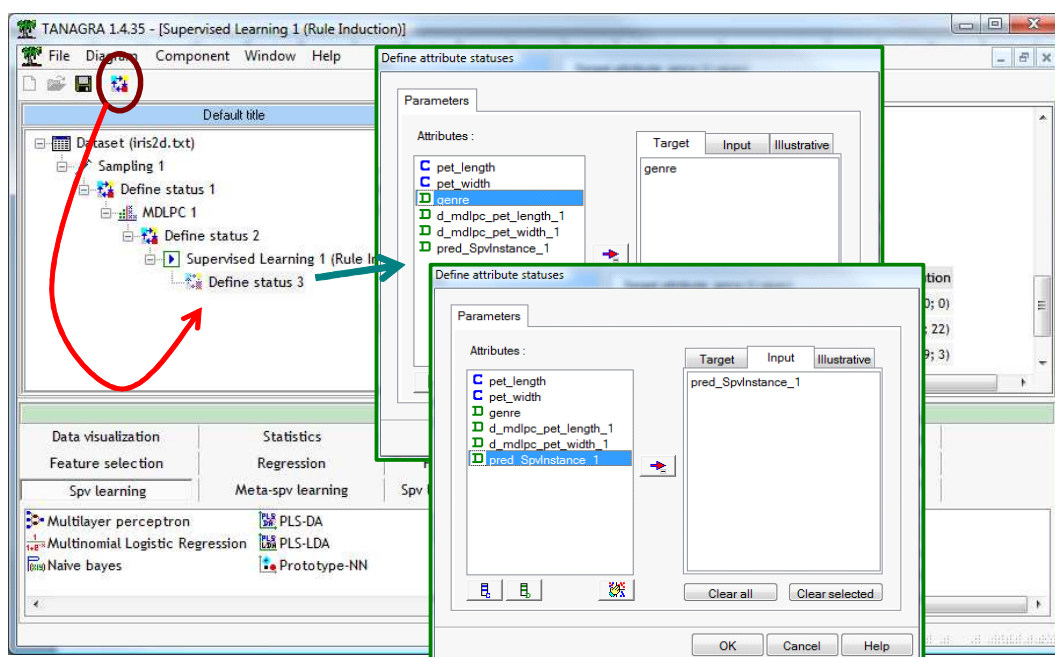 TANAGRA 1.4.35 - [Supervised Learning 1 (Rule Induction)]
File Diagram Component Window Help
Default title
Dataset (iris2d.txt)
Sampling 1
Define status 1
MDLPC 1
Define status 2
Supervised Learning 1 (Rule
Define status 3
Define attribute statuses
Parameters
Attributes :
Target Input Illustrative
pet_length
pet_width
genre
d_mdlpc_pet_length_1
d_mdlpc_pet_width_1
pred_SpvInstance_1
genre
Define attribute statuses
Parameters
Attributes :
Target Input Illustrative
pet_length
pet_width
genre
d_mdlpc_pet_length_1
d_mdlpc_pet_width_1
pred_SpvInstance_1
pred_SpvInstance_1
Clear all Clear selected
OK Cancel Help
; 22)
; 3)
Data visualization Statistics
Feature selection Regression
Spv learning Meta-spv learning Spv
Multilayer perceptron PLS-DA
Multinomial Logistic Regression PLS-LDA
Naive bayes Prototype-NN